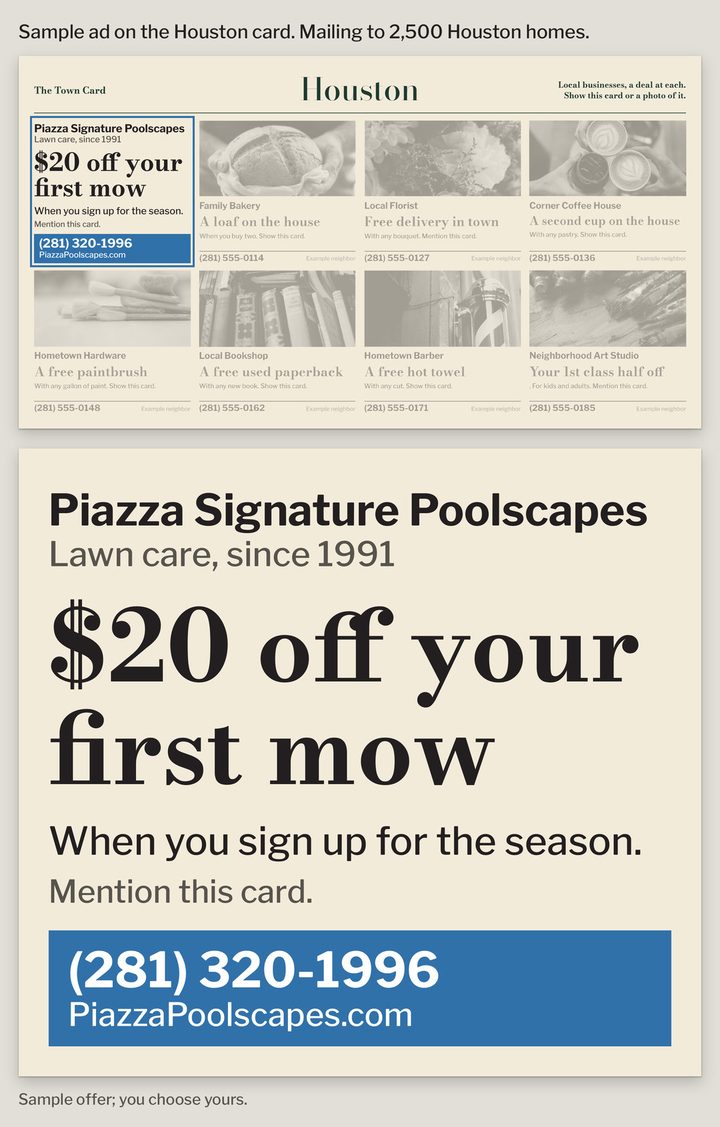 Sample ad on the Houston card. Mailing to 2,500 Houston homes.
The Town Card
Houston
Local businesses, a deal at each.
Show this card or a photo of it.
Piazza Signature Poolscapes
Lawn care, since 1991
$20 off your
first mow
When you sign up for the season.
Mention this card.
(281) 320-1996
PiazzaPoolscapes.com
Family Bakery
A loaf on the house
When you buy two. Show this card.
(281) 555-0114
Example neighbor
Local Florist
Free delivery in town
With any bouquet. Mention this card.
(281) 555-0127
Example neighbor
Corner Coffee House
A second cup on the house
With any pastry. Show this card.
(281) 555-0136
Example neighbor
Hometown Hardware
A free paintbrush
With any gallon of paint. Show this card.
(281) 555-0148
Example neighbor
Local Bookshop
A free used paperback
With any new book. Show this card.
(281) 555-0162
Example neighbor
Hometown Barber
A free hot towel
With any cut. Show this card.
(281) 555-0171
Example neighbor
Neighborhood Art Studio
Your 1st class half off
For kids and adults. Mention this card.
(281) 555-0185
Example neighbor
Piazza Signature Poolscapes
Lawn care, since 1991
$20 off your
first mow
When you sign up for the season.
Mention this card.
(281) 320-1996
PiazzaPoolscapes.com
Sample offer; you choose yours.